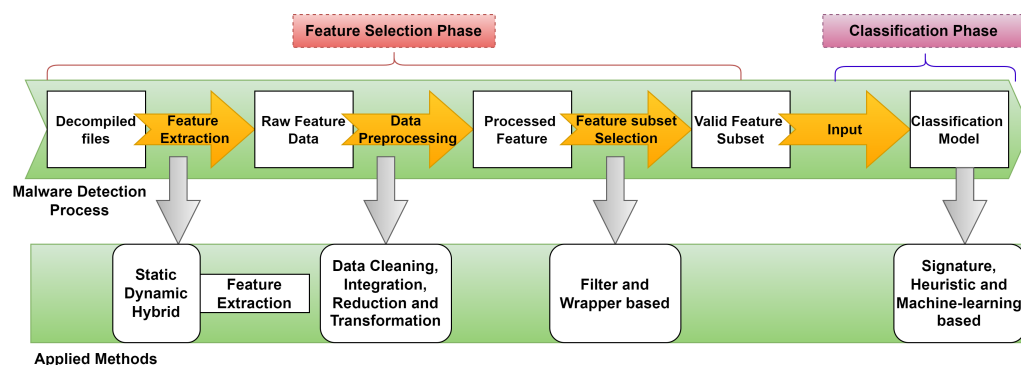 Feature Selection Phase
Classification Phase
Decompiled
files
Feature
Extraction
Raw Feature
Data
Data
Preprocessing
Processed
Feature
Feature subset
Selection
Valid Feature
Subset
Input
Classification
Model
Malware Detection
Process
Static
Dynamic
Hybrid
Feature
Extraction
Data Cleaning,
Integration,
Reduction and
Transformation
Filter and
Wrapper based
Signature,
Heuristic and
Machine-learning
based
Applied Methods